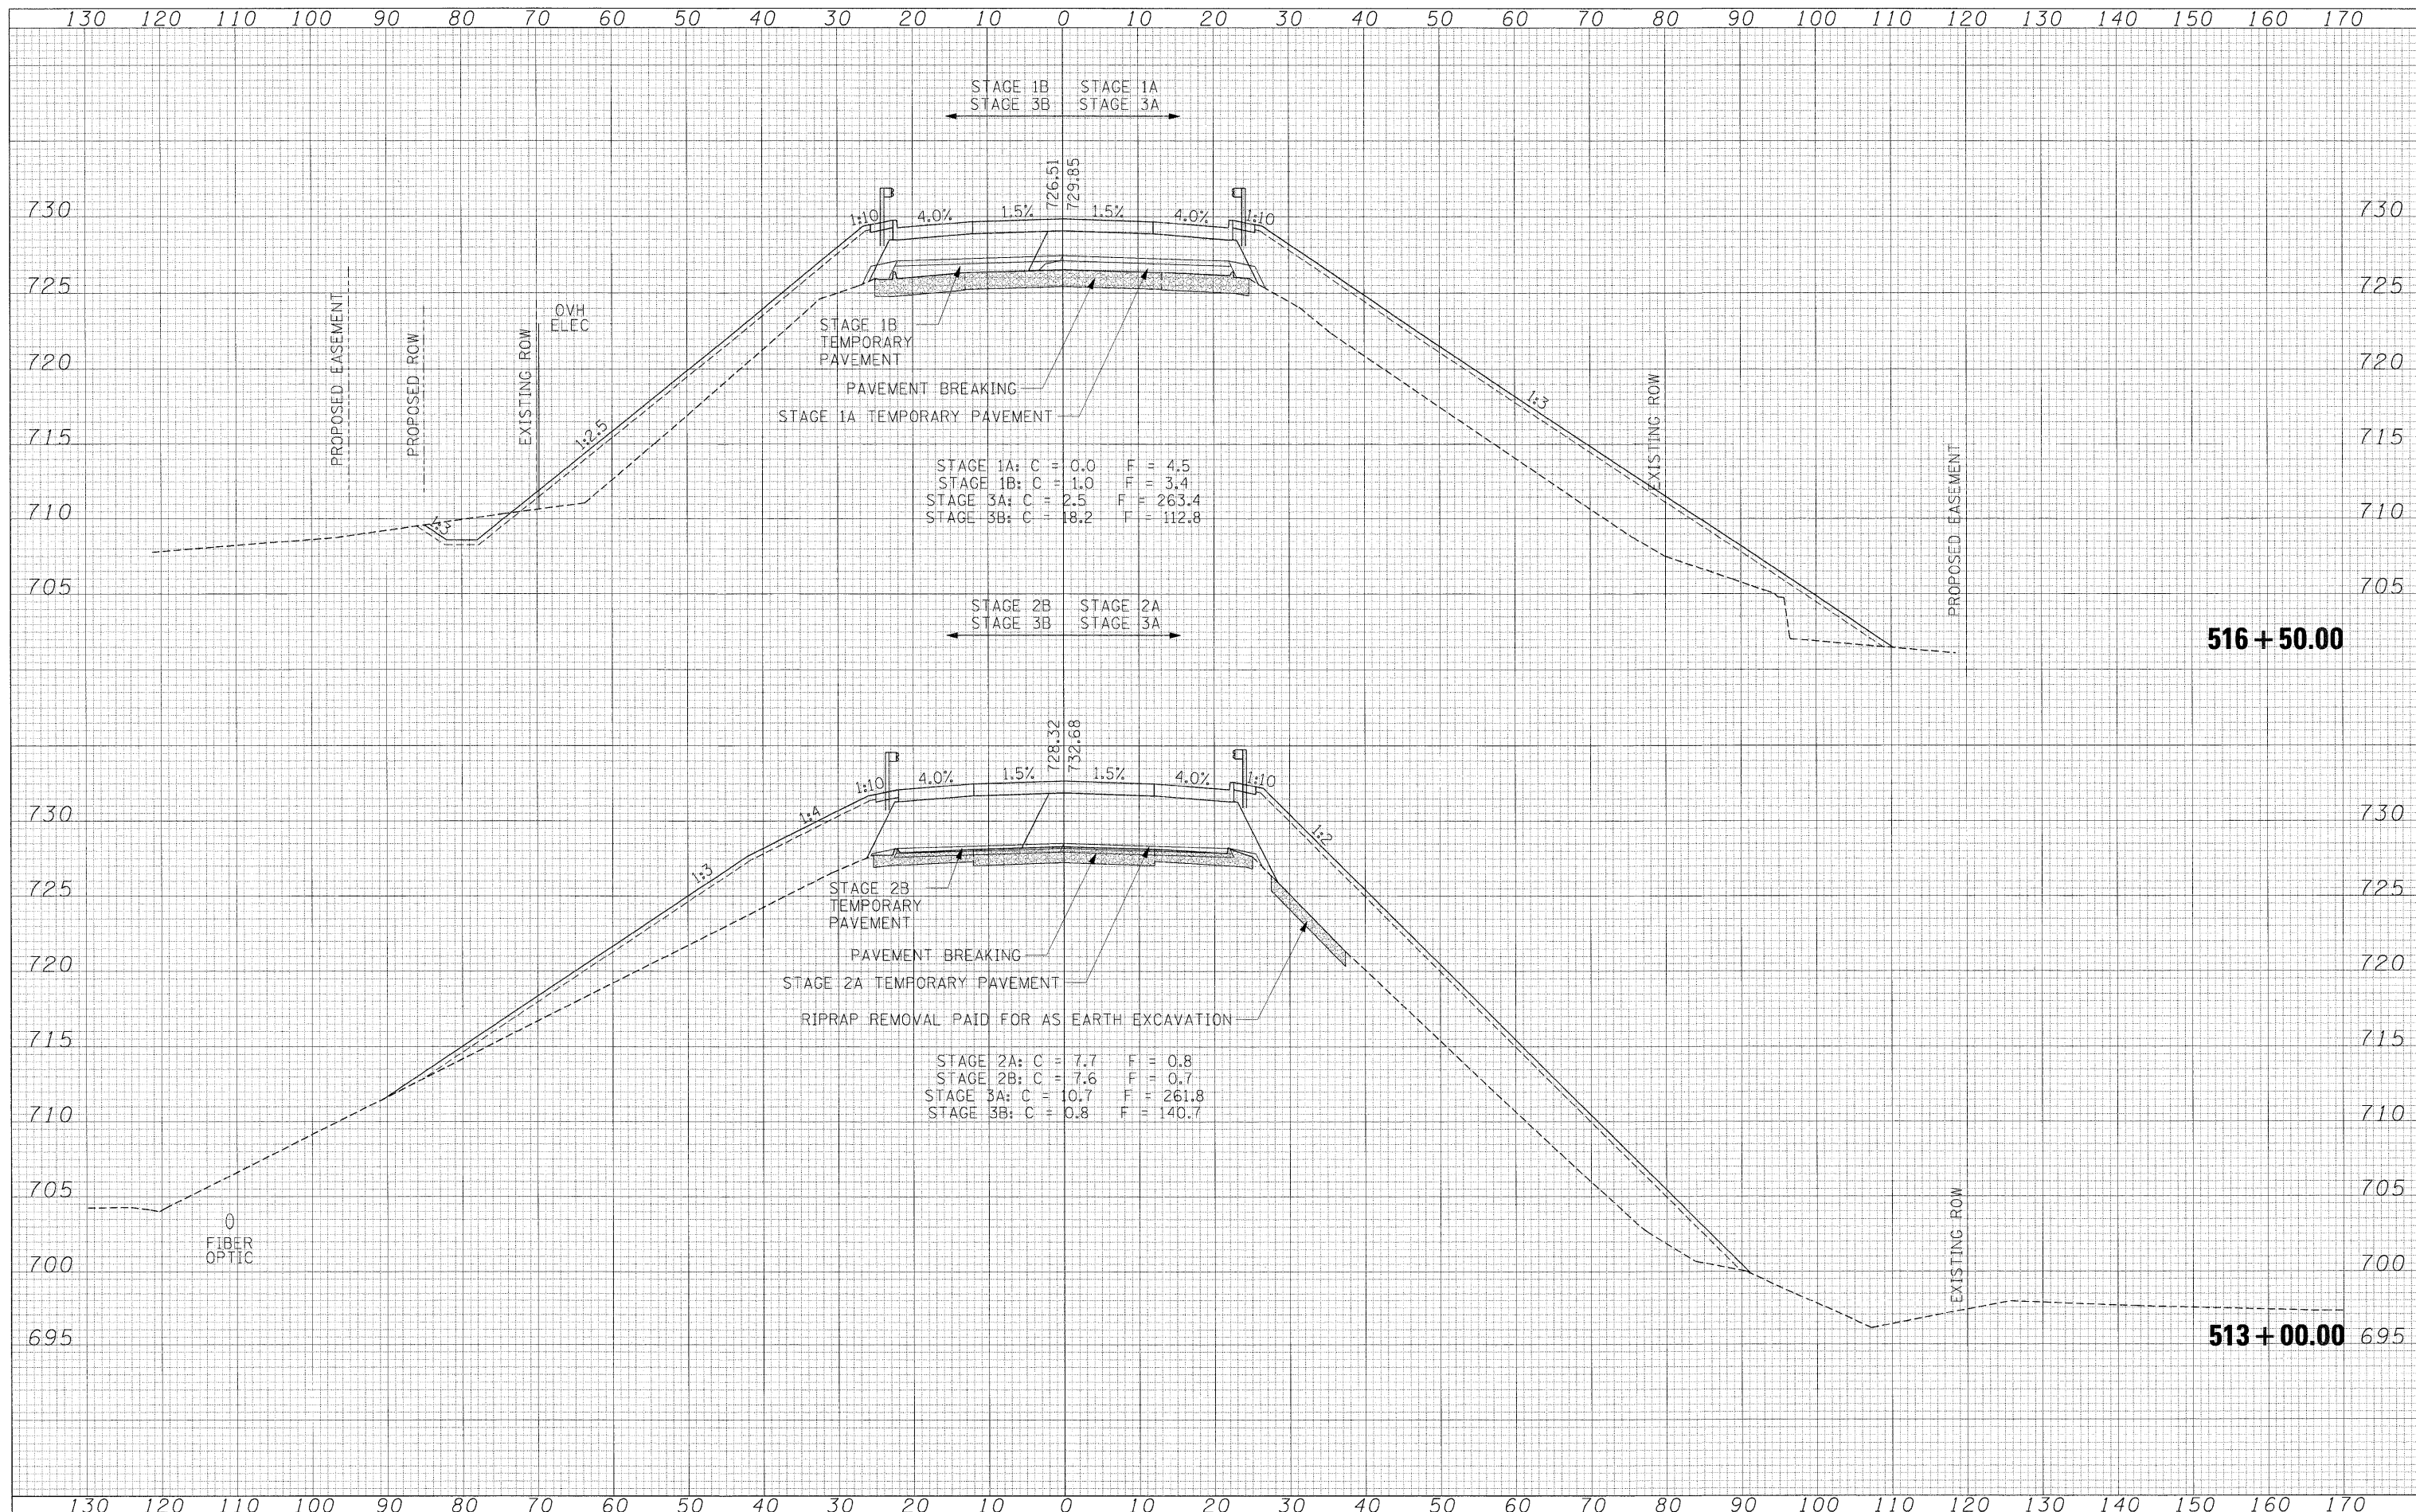 130 120 110 100 90 80 70 60 50 40 30 20 10 0 10 20 30 40 50 60 70 80 90 100 110 120 130 140 150 160 170
STAGE 1B STAGE 1A
STAGE 3B STAGE 3A
726.51
729.85
730 730
1:10 4.0% 1.5% 1.5% 4.0% 1:10
725 725
PROPOSED EASEMENT
PROPOSED ROW
EXISTING ROW
OVH
ELEC
STAGE 1B
TEMPORARY
PAVEMENT
720 720
PAVEMENT BREAKING
STAGE 1A TEMPORARY PAVEMENT
1:2.5
1:3
EXISTING ROW
PROPOSED EASEMENT
715 715
STAGE 1A: C = 0.0 F = 4.5
STAGE 1B: C = 1.0 F = 3.4
STAGE 3A: C = 2.5 F = 263.4
STAGE 3B: C = 18.2 F = 112.8
710 710
1:3
705 705
516+50.00
STAGE 2B STAGE 2A
STAGE 3B STAGE 3A
728.32
732.68
1:10 4.0% 1.5% 1.5% 4.0% 1:10
730 730
1:4
1:2
1:3
725 725
STAGE 2B
TEMPORARY
PAVEMENT
PAVEMENT BREAKING
720 720
STAGE 2A TEMPORARY PAVEMENT
RIPRAP REMOVAL PAID FOR AS EARTH EXCAVATION
715 715
STAGE 2A: C = 7.7 F = 0.8
STAGE 2B: C = 7.6 F = 0.7
STAGE 3A: C = 10.7 F = 261.8
STAGE 3B: C = 0.8 F = 140.7
710 710
705 705
0
FIBER
OPTIC
EXISTING ROW
700 700
695 695
513+00.00
130 120 110 100 90 80 70 60 50 40 30 20 10 0 10 20 30 40 50 60 70 80 90 100 110 120 130 140 150 160 170